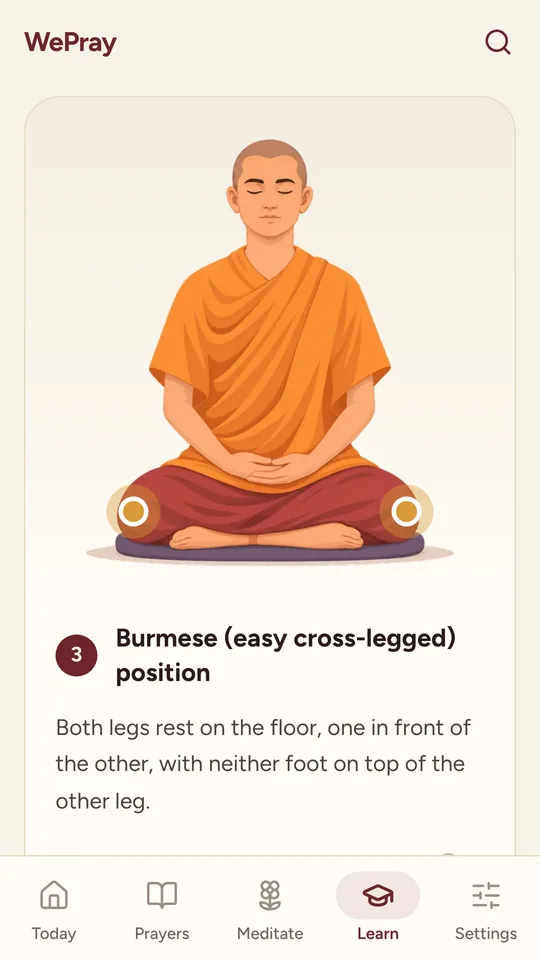 WePray
3
Burmese (easy cross-legged)
position
Both legs rest on the floor, one in front of
the other, with neither foot on top of the
other leg.
Today
Prayers
Meditate
Learn
Settings